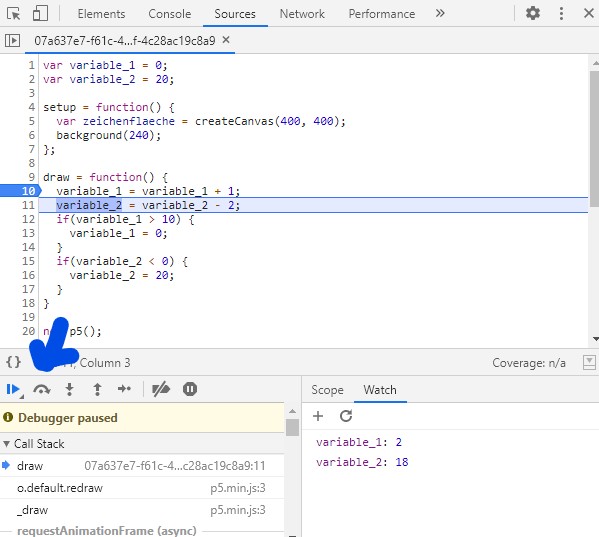 Elements Console Sources Network Performance »
07a637e7-f61c-4...f-4c28ac19c8a9 ×
1 var variable_1 = 0;
2 var variable_2 = 20;
3
4 setup = function() {
5 var zeichenflaeche = createCanvas(400, 400);
6 background(240);
7 };
8
9 draw = function() {
10 variable_1 = variable_1 + 1;
11 variable_2 = variable_2 - 2;
12 if(variable_1 > 10) {
13 variable_1 = 0;
14 }
15 if(variable_2 < 0) {
16 variable_2 = 20;
17 }
18 }
19
20 n p5();
{} 11, Column 3 Coverage: n/a
Scope Watch
Debugger paused
Call Stack
draw 07a637e7-f61c-4...c28ac19c8a9:11
o.default.redraw p5.min.js:3
_draw p5.min.js:3
requestAnimationFrame (async)
variable_1: 2
variable_2: 18